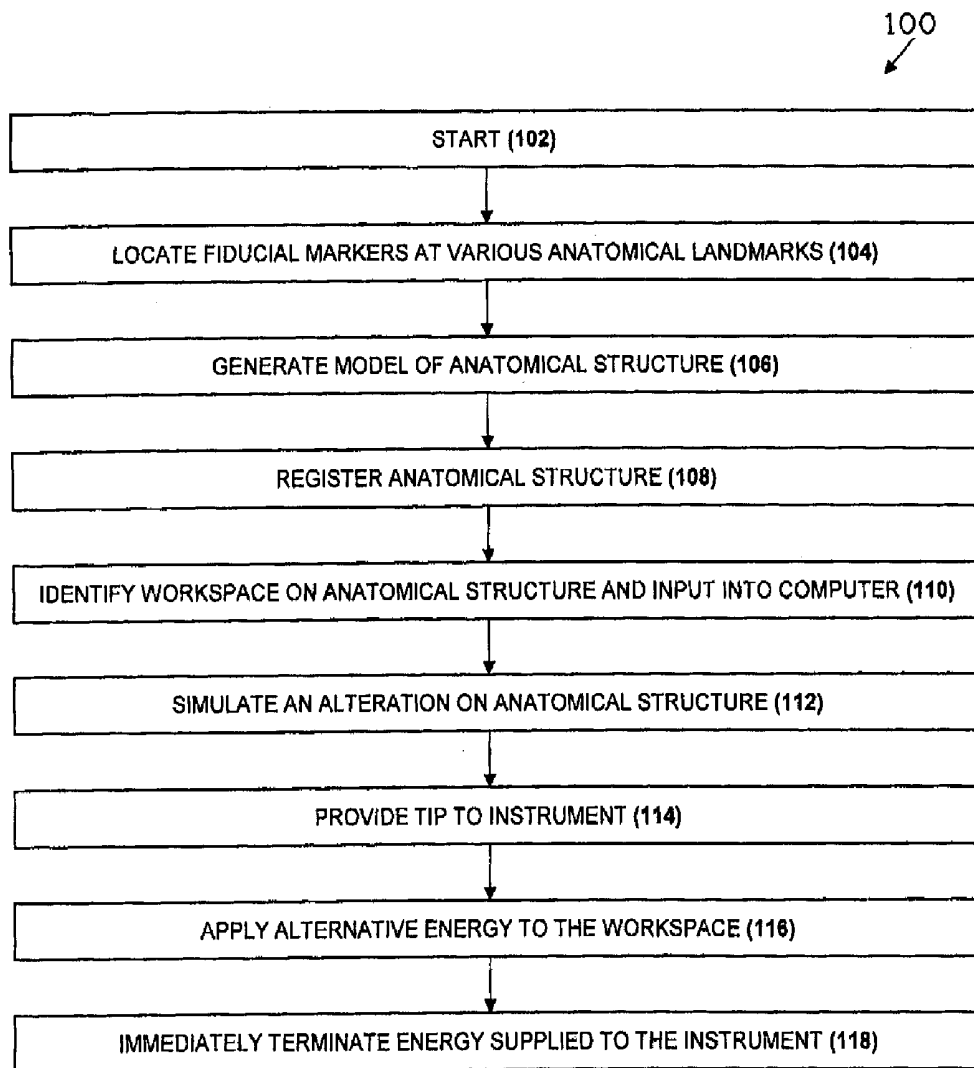 100
START (102)
LOCATE FIDUCIAL MARKERS AT VARIOUS ANATOMICAL LANDMARKS (104)
GENERATE MODEL OF ANATOMICAL STRUCTURE (106)
REGISTER ANATOMICAL STRUCTURE (108)
IDENTIFY WORKSPACE ON ANATOMICAL STRUCTURE AND INPUT INTO COMPUTER (110)
SIMULATE AN ALTERATION ON ANATOMICAL STRUCTURE (112)
PROVIDE TIP TO INSTRUMENT (114)
APPLY ALTERNATIVE ENERGY TO THE WORKSPACE (116)
IMMEDIATELY TERMINATE ENERGY SUPPLIED TO THE INSTRUMENT (118)